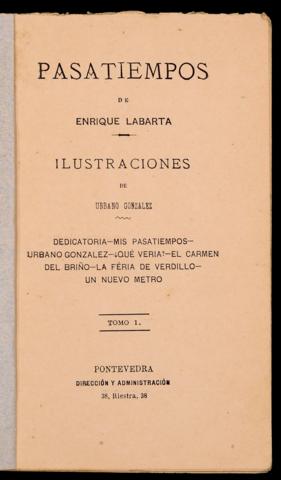 PASATIEMPOS
DE
ENRIQUE LABARTA
ILUSTRACIONES
DE
URBANO GONZALEZ
DEDICATORIA—MIS PASATIEMPOS—
URBANO GONZALEZ—¿QUÉ VERIA?—EL CARMEN
DEL BRIÑO—LA FÉRIA DE VERDILLO—
UN NUEVO METRO
TOMO 1.
PONTEVEDRA
DIRECCIÓN Y ADMINISTRACIÓN
38, Riestra, 38